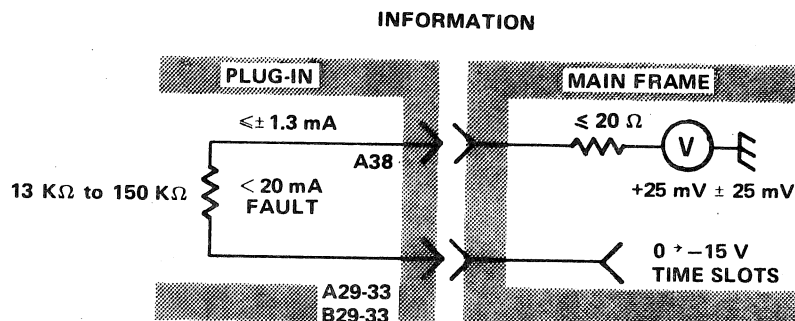 INFORMATION
PLUG-IN
MAIN FRAME
≤± 1.3 mA
≤ 20 Ω
A38
V
13 KΩ to 150 KΩ
< 20 mA
FAULT
+25 mV ± 25 mV
0 → −15 V
TIME SLOTS
A29-33
B29-33